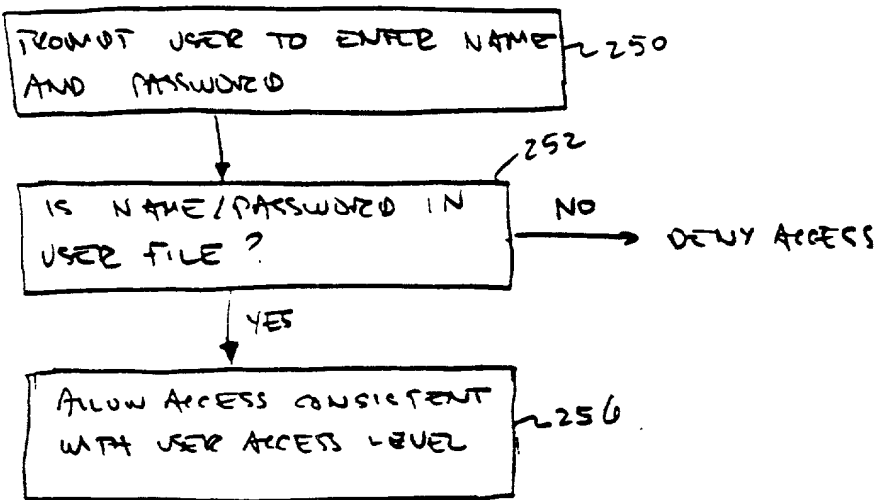 PROMPT USER TO ENTER NAME
AND PASSWORD
250
252
IS NAME/PASSWORD IN
USER FILE?
NO
DENY ACCESS
YES
ALLOW ACCESS CONSISTENT
WITH USER ACCESS LEVEL
256